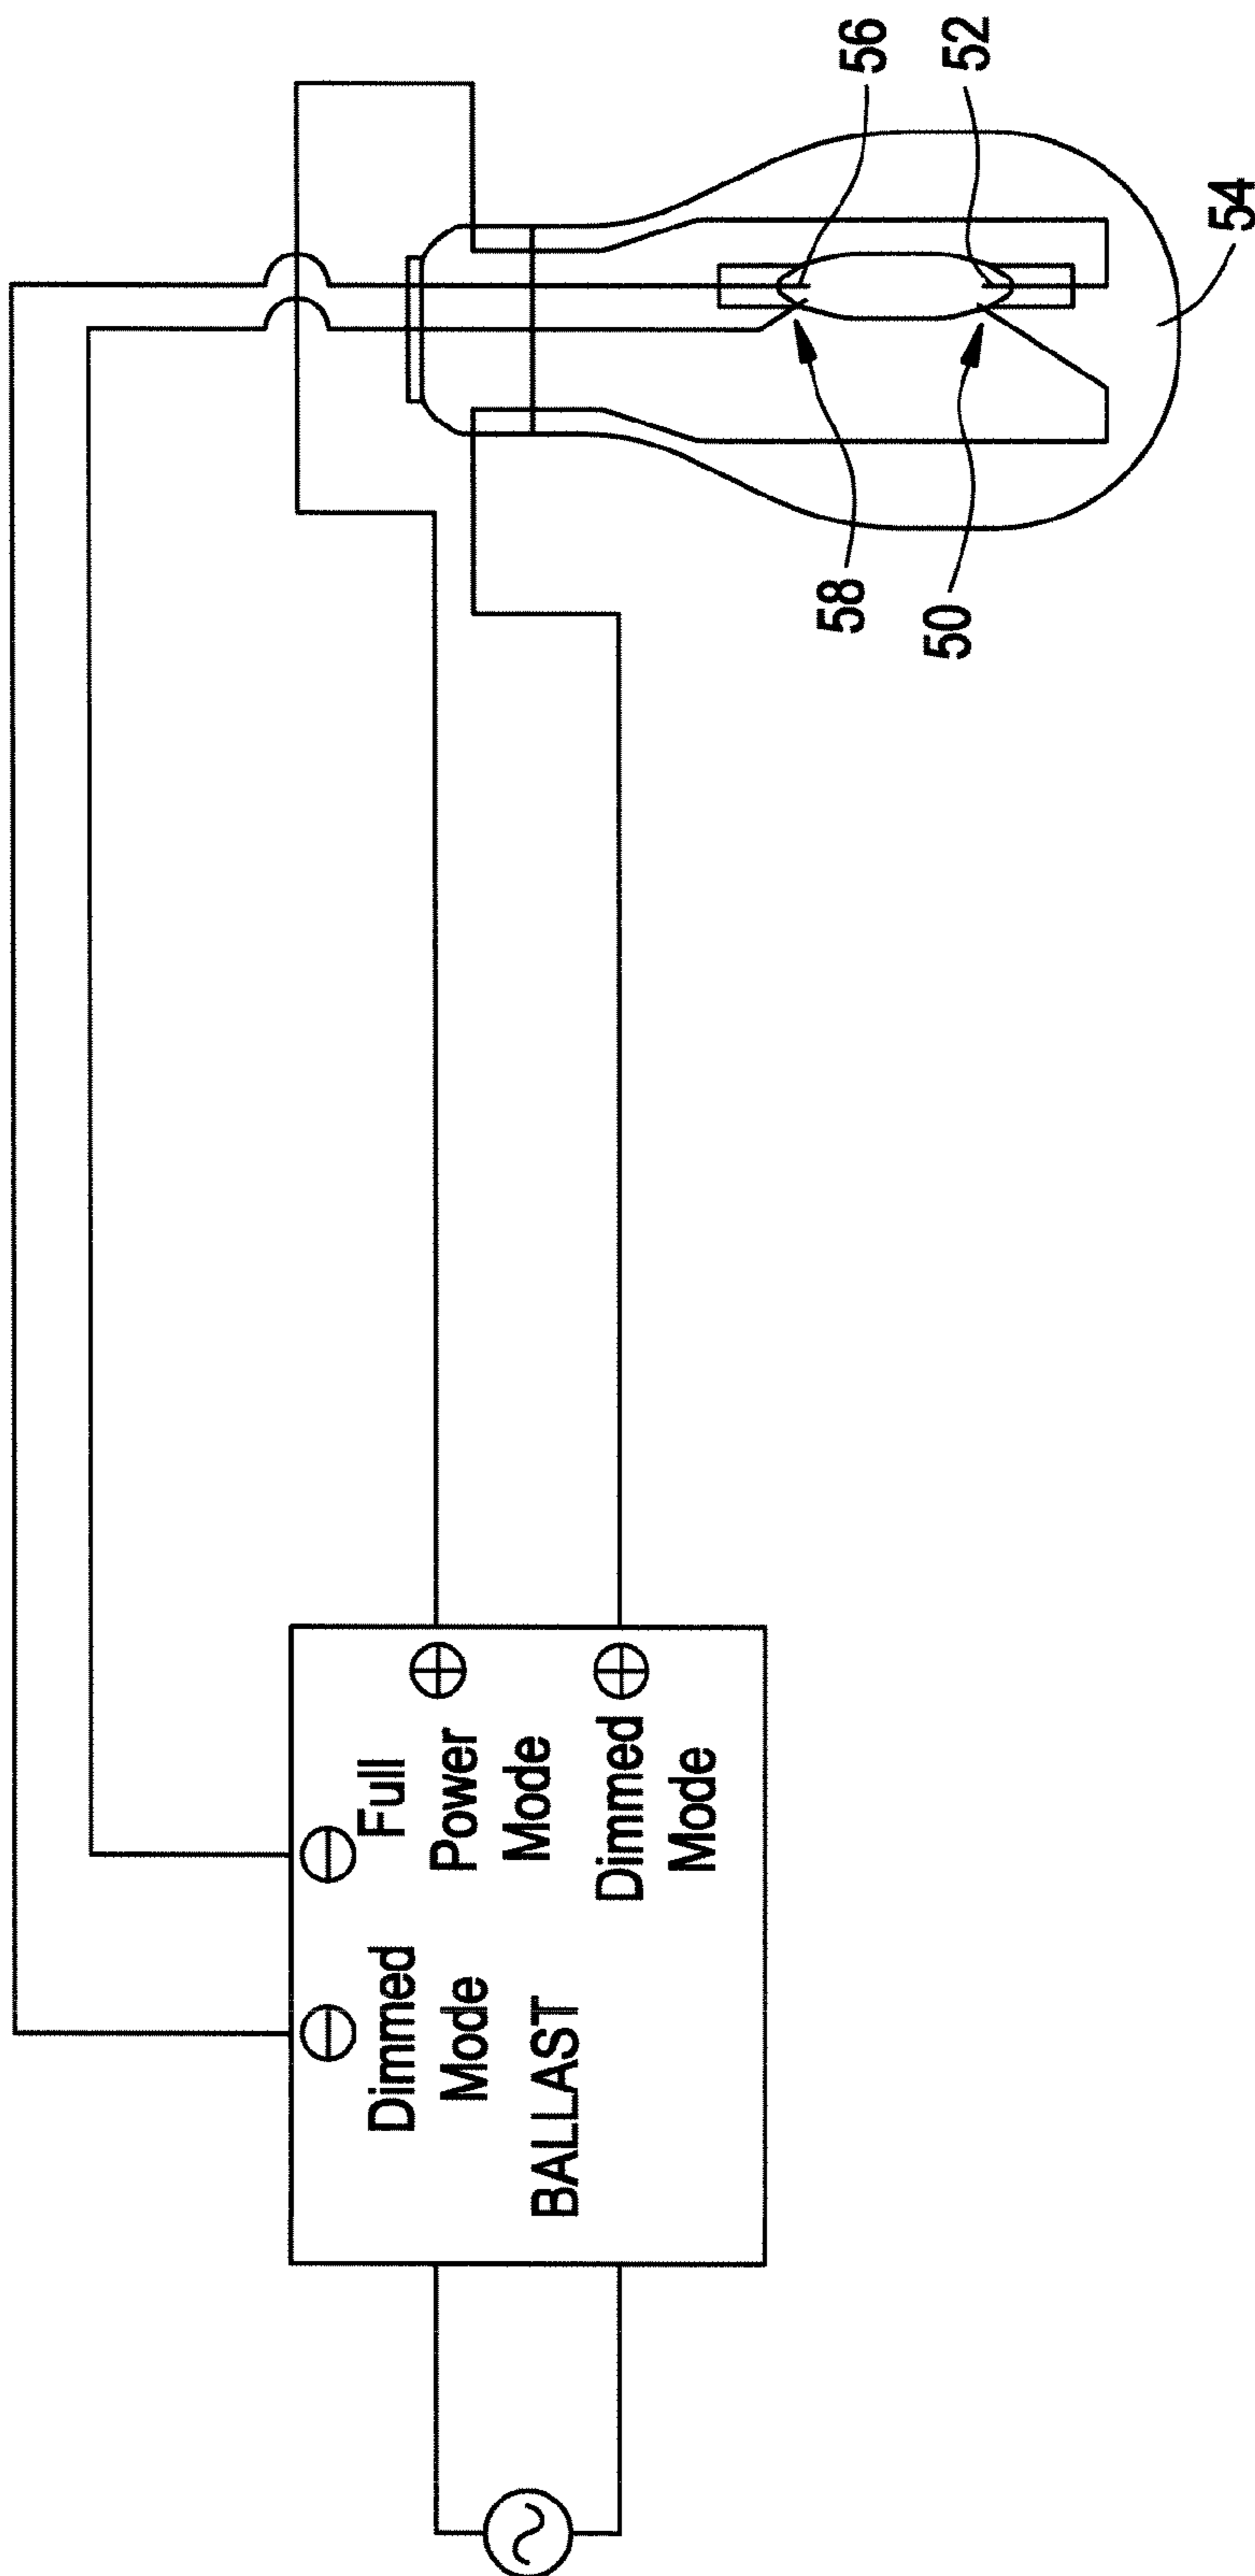 Dimmed
Mode
Full
Power
Mode
Dimmed
Mode
BALLAST
58
50
56
52
54